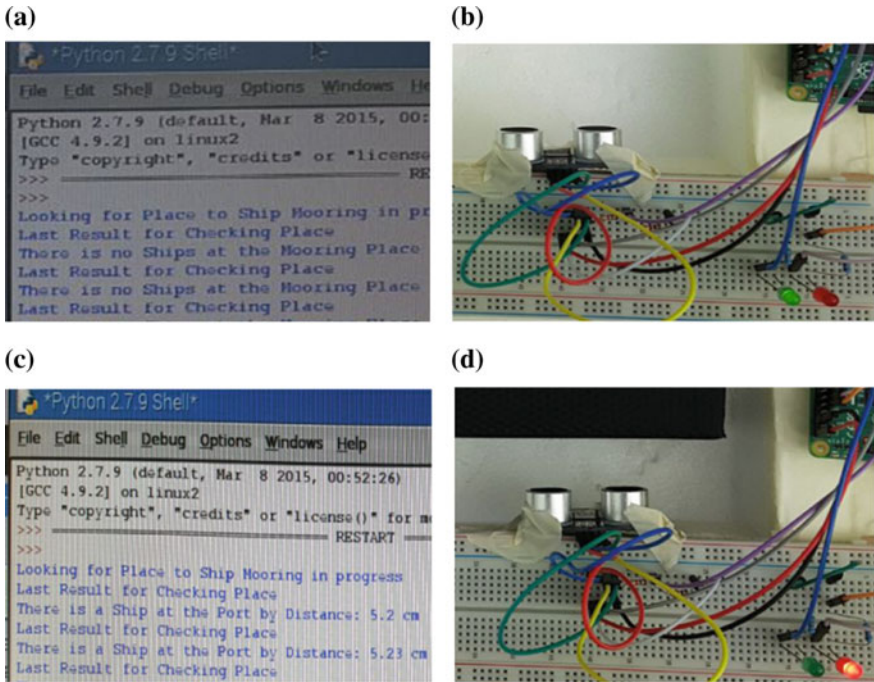 (a)
(b)
*Python 2.7.9 Shell*
File Edit Shell Debug Options Windows He
Python 2.7.9 (default, Mar 8 2015, 00:
[GCC 4.9.2] on linux2
Type "copyright", "credits" or "license
>>> ================================ RE
>>>
Looking for Place to Ship Mooring in pr
Last Result for Checking Place
There is no Ships at the Mooring Place
Last Result for Checking Place
There is no Ships at the Mooring Place
Last Result for Checking Place
(c)
(d)
*Python 2.7.9 Shell*
File Edit Shell Debug Options Windows Help
Python 2.7.9 (default, Mar 8 2015, 00:52:26)
[GCC 4.9.2] on linux2
Type "copyright", "credits" or "license()" for mo
>>> ================================ RESTART ==
>>>
Looking for Place to Ship Mooring in progress
Last Result for Checking Place
There is a Ship at the Port by Distance: 5.2 cm
Last Result for Checking Place
There is a Ship at the Port by Distance: 5.23 cm
Last Result for Checking Place